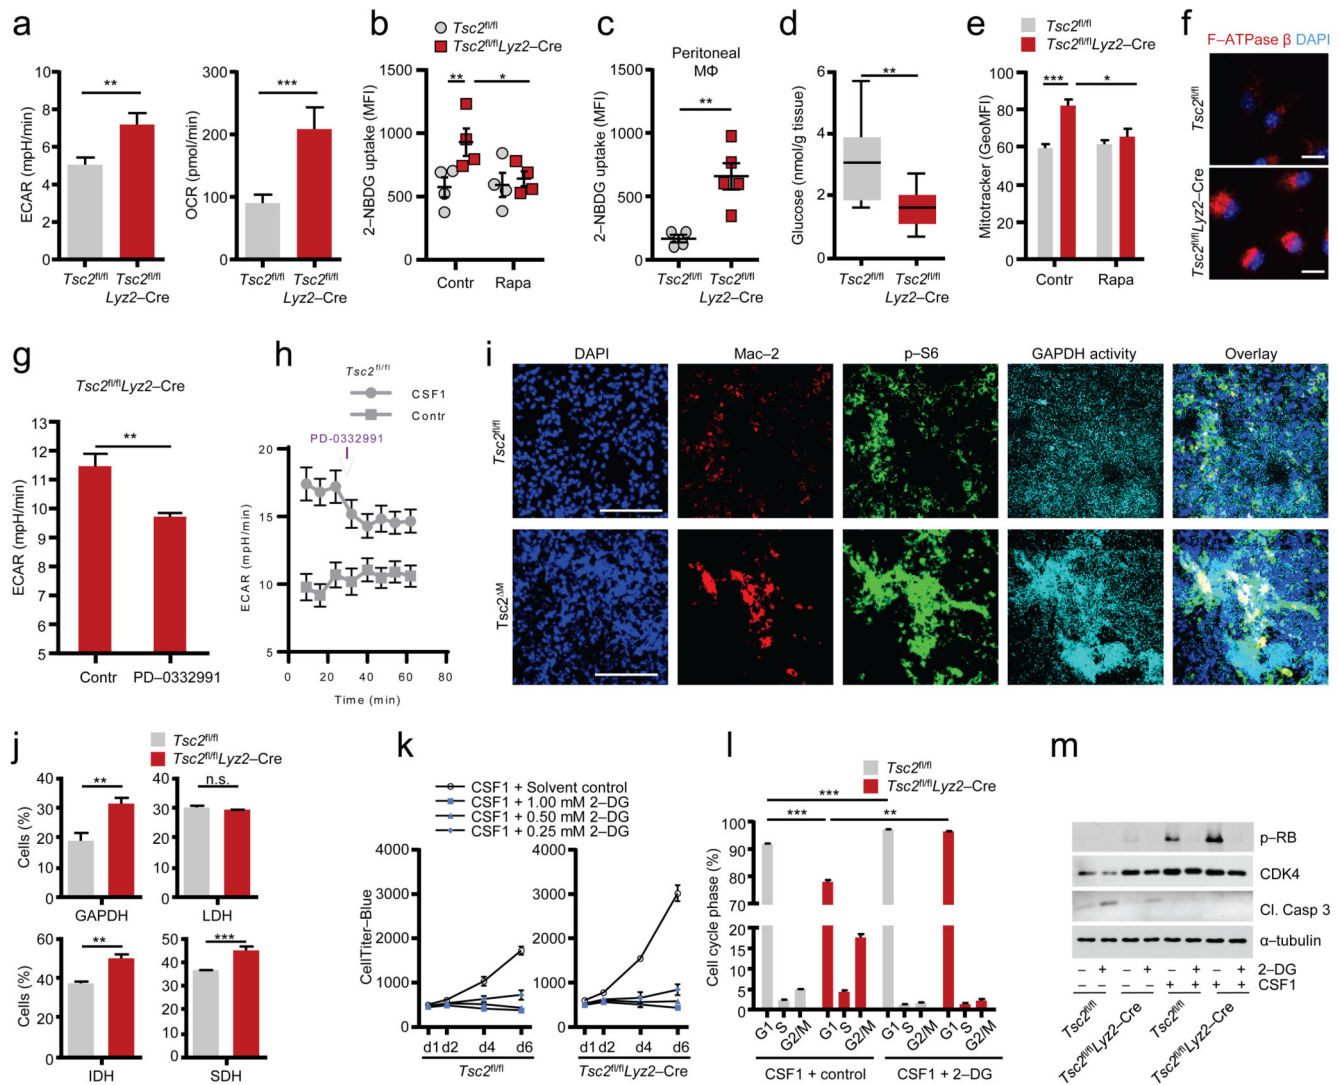 a
ECAR (mpH/min)
10
8
6
4
2
0
**
Tsc2fl/fl
Tsc2fl/fl
Lyz2–Cre
OCR (pmol/min)
300
200
100
0
***
Tsc2fl/fl
Tsc2fl/fl
Lyz2–Cre
b
Tsc2fl/fl
Tsc2fl/flLyz2–Cre
2–NBDG uptake (MFI)
1500
1000
500
0
** *
Contr Rapa
c
Peritoneal
MΦ
2–NBDG uptake (MFI)
1500
1000
500
0
**
Tsc2fl/fl
Tsc2fl/fl
Lyz2–Cre
d
Glucose (nmol/g tissue)
6
4
2
0
**
Tsc2fl/fl
Tsc2fl/fl
Lyz2–Cre
e
Tsc2fl/fl
Tsc2fl/flLyz2–Cre
Mitotracker (GeoMFI)
100
80
60
40
20
0
*** *
Contr Rapa
f
F–ATPase β DAPI
Tsc2fl/fl
Tsc2fl/flLyz2–Cre
g
Tsc2fl/flLyz2–Cre
ECAR (mpH/min)
13
12
11
10
9
8
7
6
5
**
Contr PD–0332991
h
Tsc2fl/fl
CSF1
Contr
PD-0332991
ECAR (mpH/min)
20
15
10
5
0 20 40 60 80
Time (min)
i
DAPI Mac–2 p–S6 GAPDH activity Overlay
Tsc2fl/fl
Tsc2ΔM
j
Tsc2fl/fl
Tsc2fl/flLyz2–Cre
Cells (%)
40
30
20
10
0
**
GAPDH
40
30
20
10
0
n.s.
LDH
Cells (%)
60
40
20
0
**
IDH
50
40
30
20
10
0
***
SDH
k
CSF1 + Solvent control
CSF1 + 1.00 mM 2–DG
CSF1 + 0.50 mM 2–DG
CSF1 + 0.25 mM 2–DG
CellTiter–Blue
4000
3000
2000
1000
0
d1 d2 d4 d6
Tsc2fl/fl
4000
3000
2000
1000
0
d1 d2 d4 d6
Tsc2fl/flLyz2–Cre
l
Tsc2fl/fl
Tsc2fl/flLyz2–Cre
Cell cycle phase (%)
100
90
80
70
20
15
10
5
0
***
*** **
G1 S G2/M G1 S G2/M G1 S G2/M G1 S G2/M
CSF1 + control CSF1 + 2–DG
m
p–RB
CDK4
Cl. Casp 3
α–tubulin
– + – + – + – + 2–DG
– – – – + + + + CSF1
Tsc2fl/fl
Tsc2fl/flLyz2–Cre
Tsc2fl/fl
Tsc2fl/flLyz2–Cre